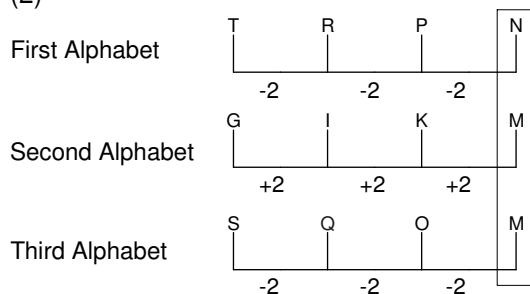 (2)
T R P N
First Alphabet
-2 -2 -2
G I K M
Second Alphabet
+2 +2 +2
S Q O M
Third Alphabet
-2 -2 -2